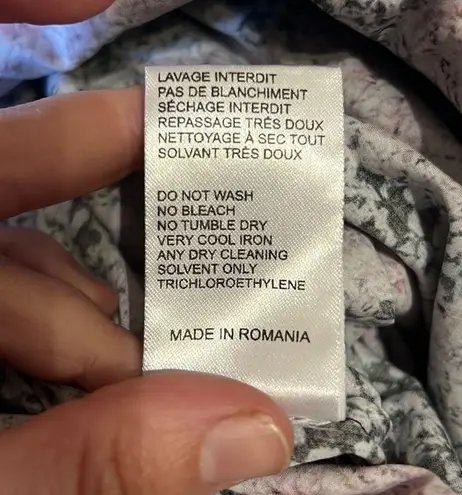 LAVAGE INTERDIT
PAS DE BLANCHIMENT
SÉCHAGE INTERDIT
REPASSAGE TRÉS DOUX
NETTOYAGE À SEC TOUT
SOLVANT TRÉS DOUX
DO NOT WASH
NO BLEACH
NO TUMBLE DRY
VERY COOL IRON
ANY DRY CLEANING
SOLVENT ONLY
TRICHLOROETHYLENE
MADE IN ROMANIA